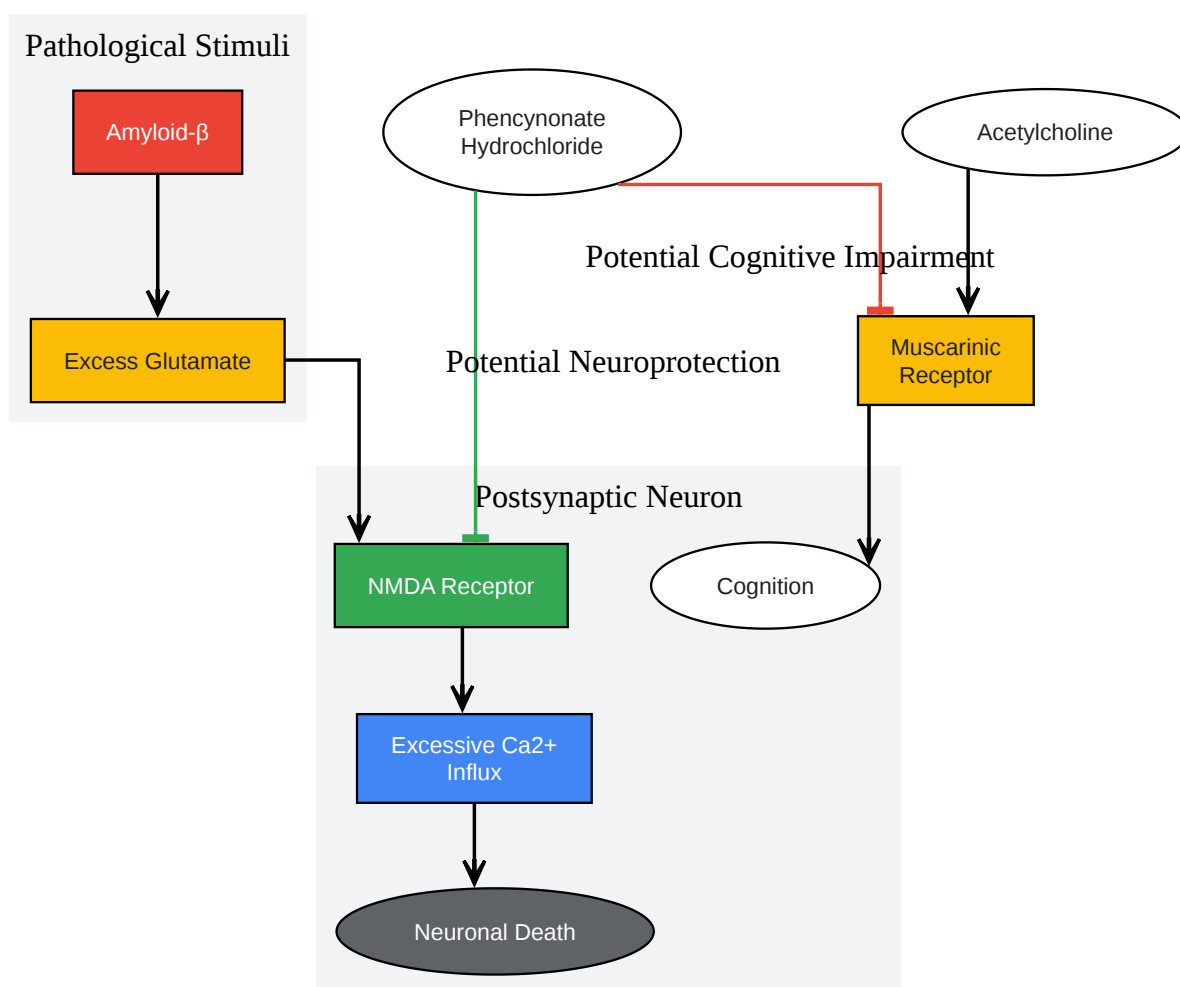 Pathological Stimuli
Amyloid-β
Phencynonate
Hydrochloride
Acetylcholine
Potential Cognitive Impairment
Excess Glutamate
Potential Neuroprotection
Muscarinic
Receptor
Postsynaptic Neuron
NMDA Receptor
Cognition
Excessive Ca2+
Influx
Neuronal Death